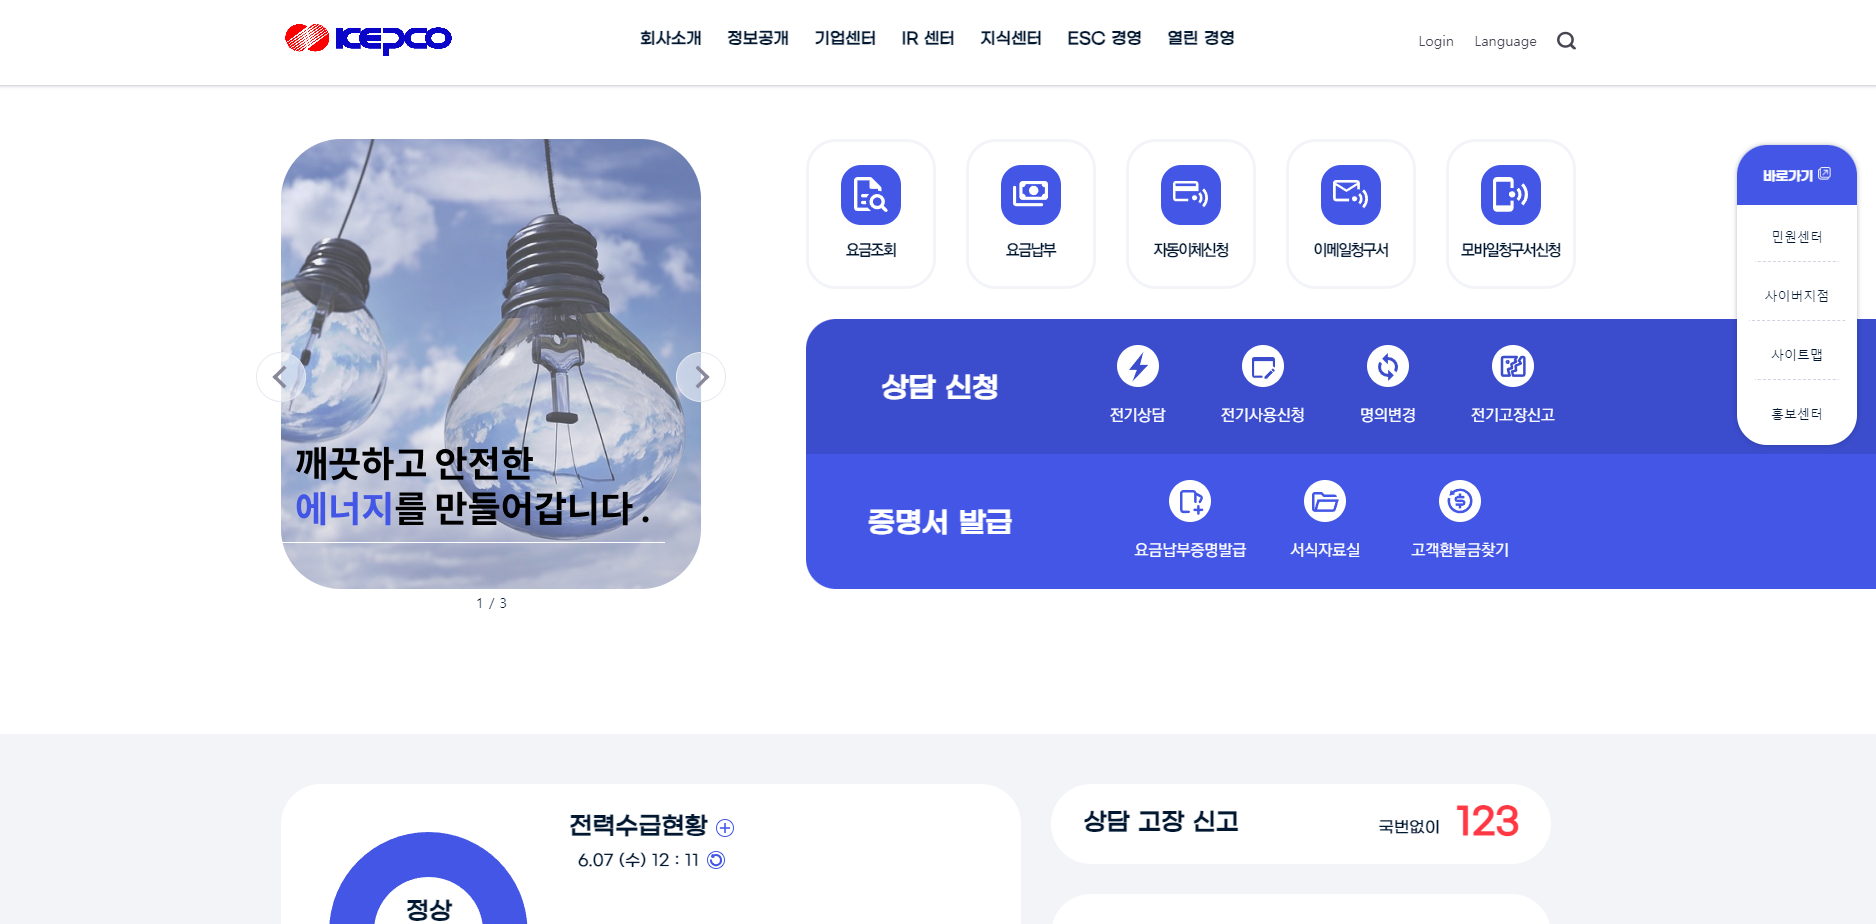 KEPCO
회사소개 정보공개 기업센터 IR 센터 지식센터 ESC 경영 열린 경영
Login Language
깨끗하고 안전한
에너지를 만들어갑니다 .
1 / 3
요금조회 요금납부 자동이체신청 이메일청구서 모바일청구서신청
상담 신청
전기상담 전기사용신청 명의변경 전기고장신고
증명서 발급
요금납부증명발급 서식자료실 고객환불금찾기
바로가기
민원센터
사이버지점
사이트맵
홍보센터
전력수급현황
6.07 (수) 12 : 11
정상
상담 고장 신고
국번없이 123